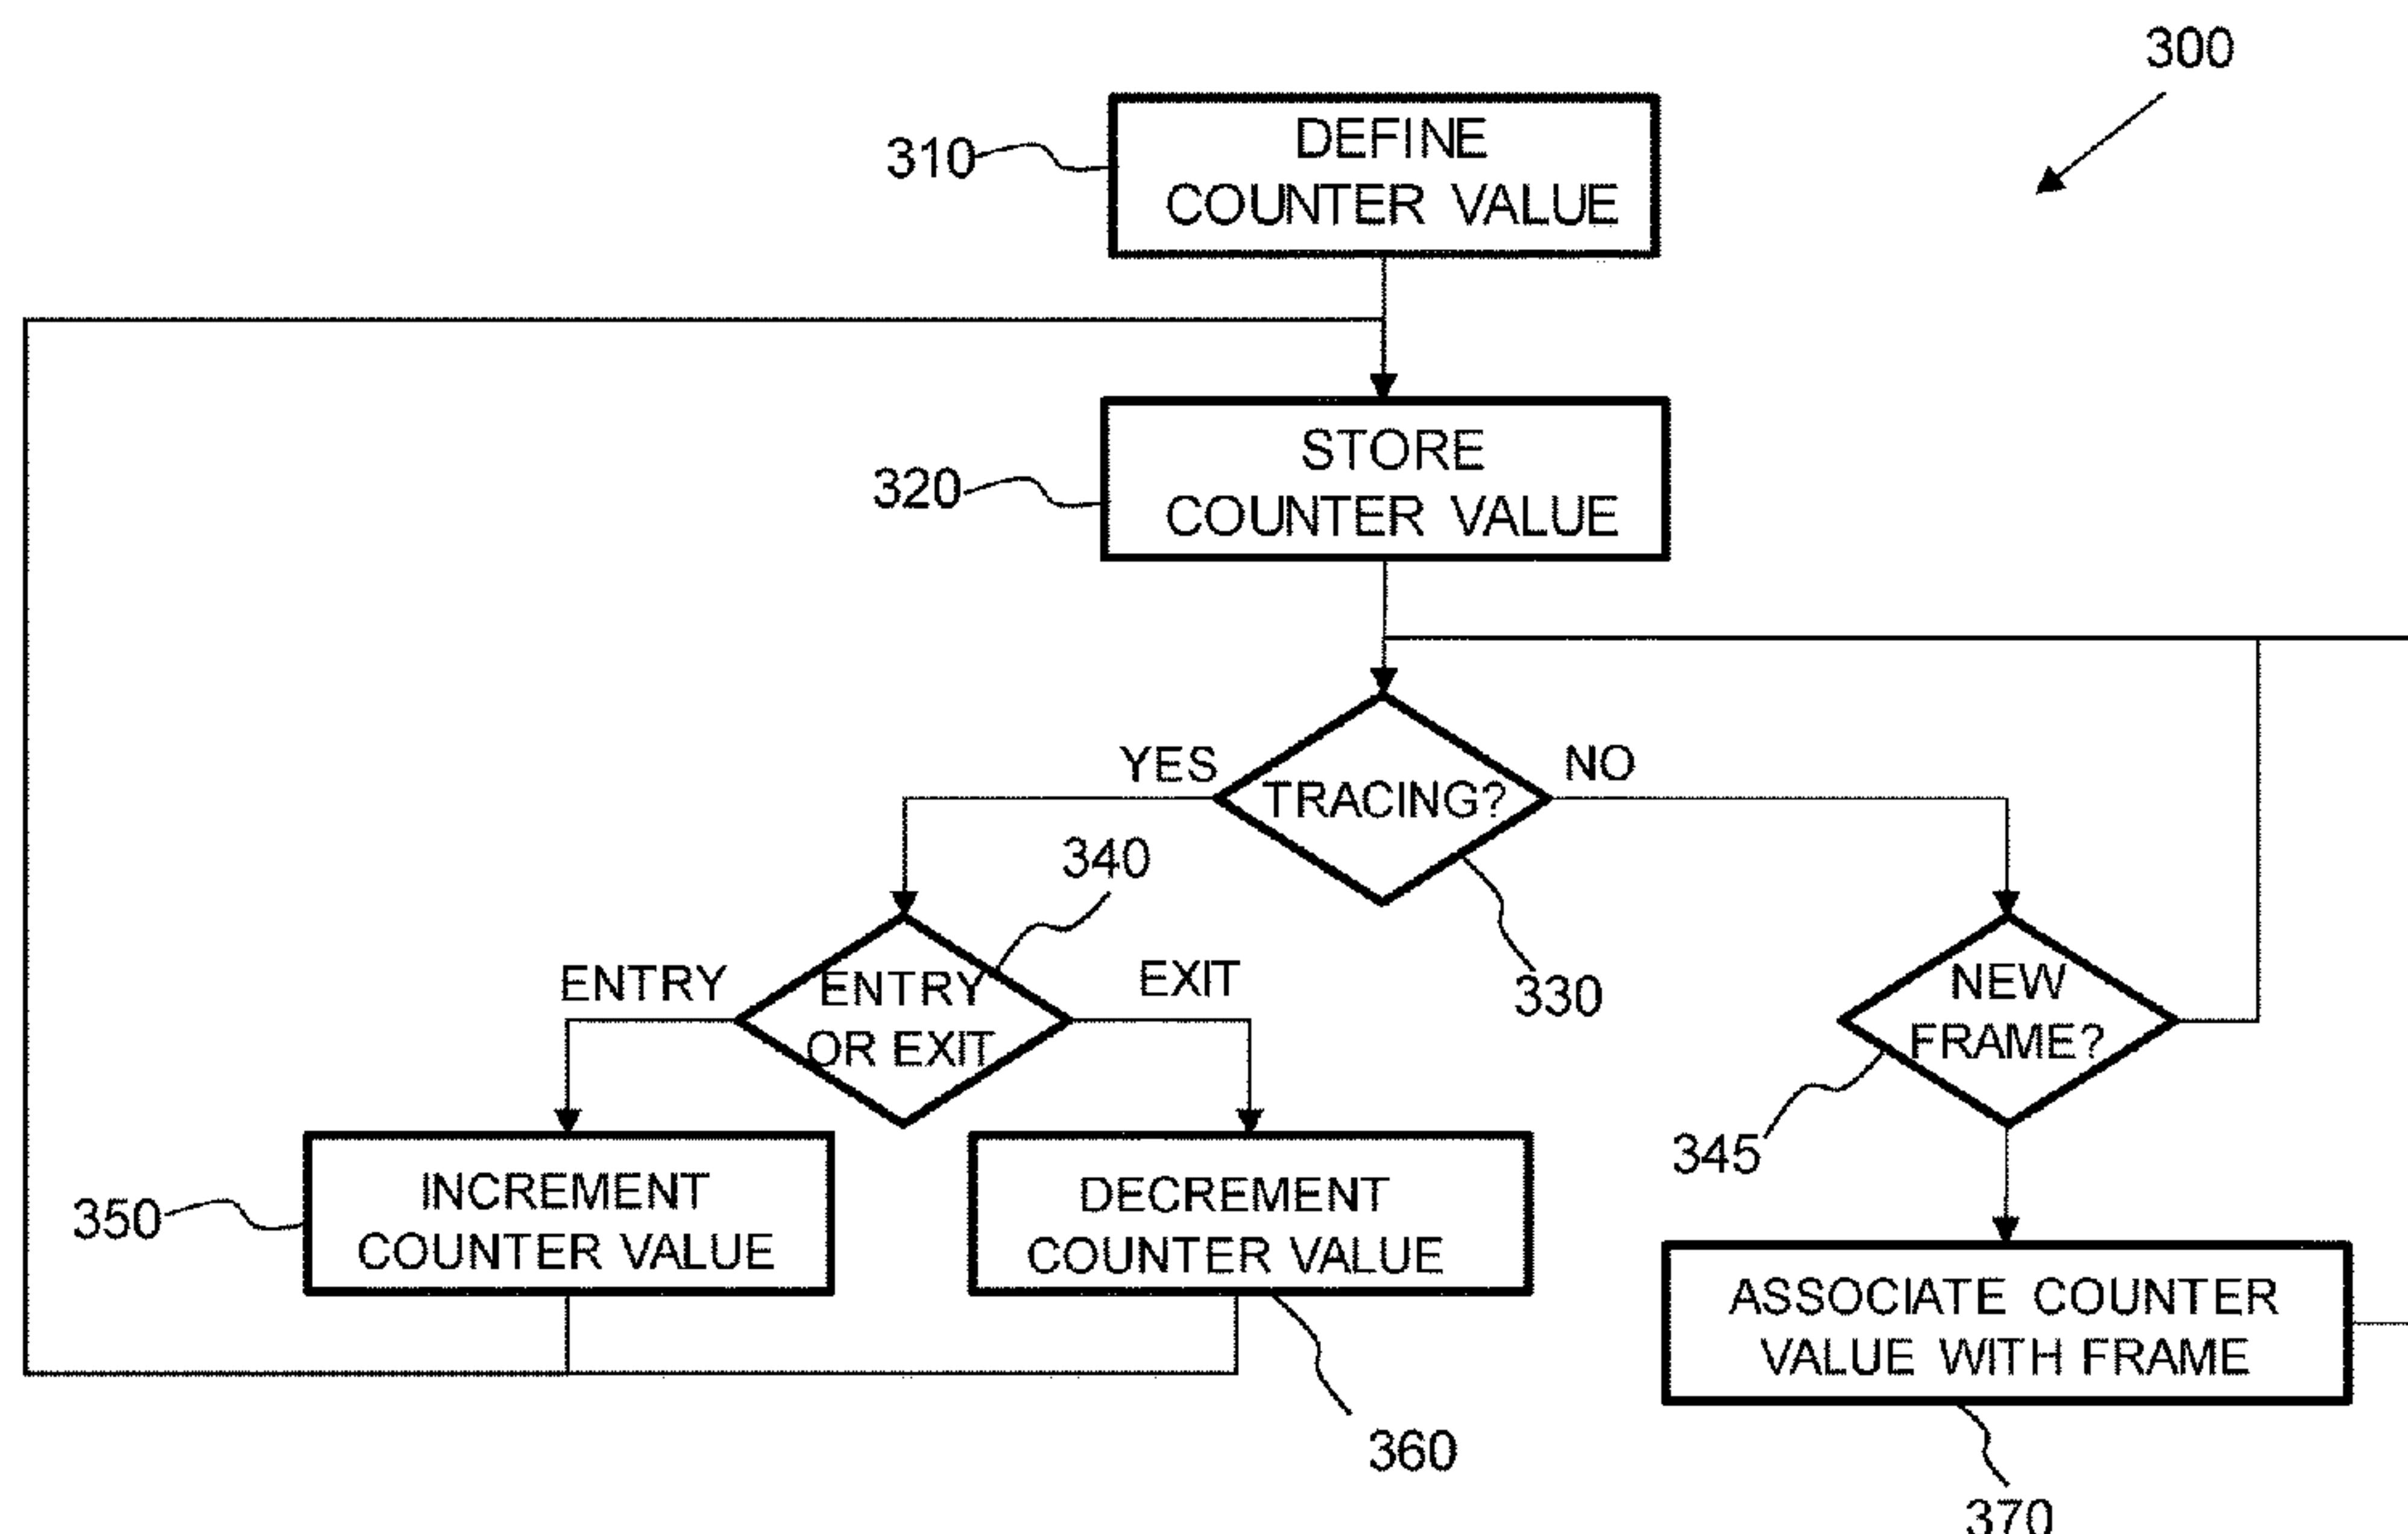 300
310
DEFINE
COUNTER VALUE
320
STORE
COUNTER VALUE
YES
TRACING?
NO
330
340
ENTRY
ENTRY
OR EXIT
EXIT
NEW
FRAME?
345
350
INCREMENT
COUNTER VALUE
DECREMENT
COUNTER VALUE
360
ASSOCIATE COUNTER
VALUE WITH FRAME
370